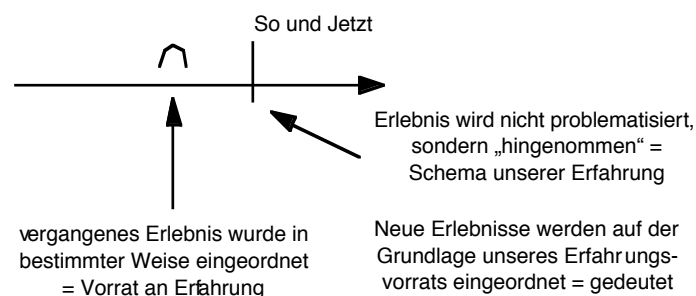 So und Jetzt
Erlebnis wird nicht problematisiert,
sondern „hingenommen“ =
Schema unserer Erfahrung
vergangenes Erlebnis wurde in
bestimmter Weise eingeordnet
= Vorrat an Erfahrung
Neue Erlebnisse werden auf der
Grundlage unseres Erfahrungs-
vorrats eingeordnet = gedeutet